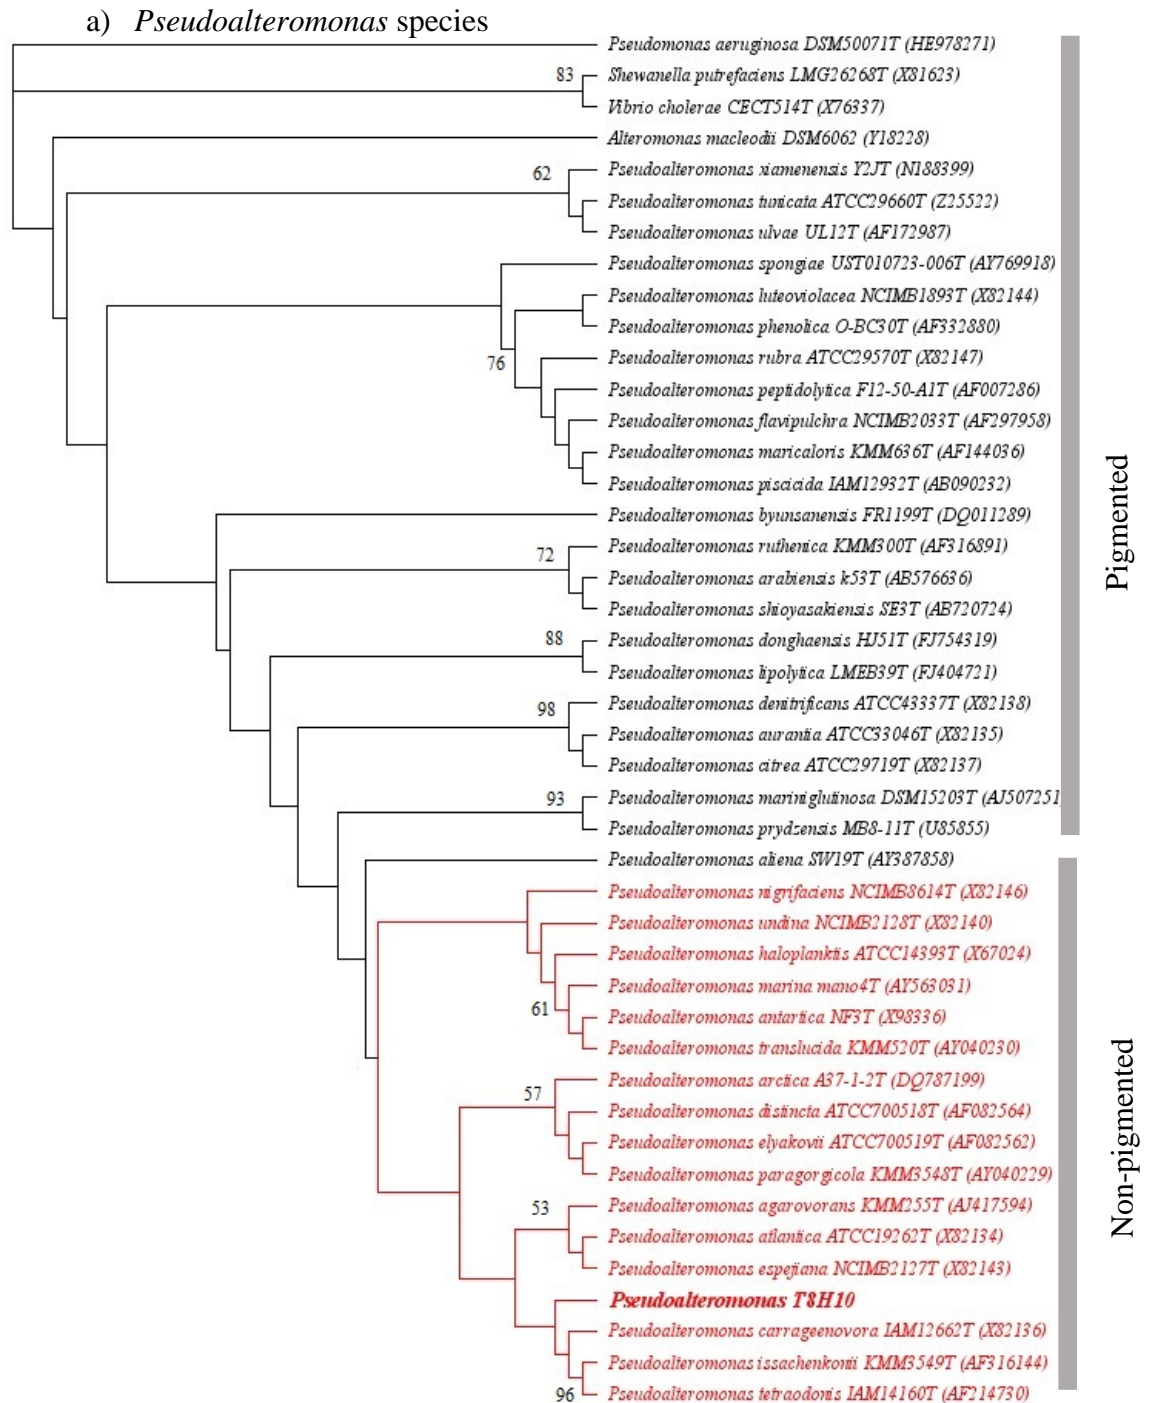 a) Pseudoalteromonas species
Pseudomonas aeruginosa DSM50071T (HE978271)
83
Shewanella putrefaciens LMG26268T (X81623)
Vibrio cholerae CECT514T (X76337)
Alteromonas macleodii DSM6062 (Y18228)
62
Pseudoalteromonas xiamenensis Y2JT (N188399)
Pseudoalteromonas tunicata ATCC29660T (Z25522)
Pseudoalteromonas ulvae UL12T (AF172987)
Pseudoalteromonas spongiae UST010723-006T (AY769918)
Pseudoalteromonas luteoviolacea NCIMB1893T (X82144)
Pseudoalteromonas phenolica O-BC30T (AF332880)
76
Pseudoalteromonas rubra ATCC29570T (X82147)
Pseudoalteromonas peptidolytica F12-50-A1T (AF007286)
Pseudoalteromonas flavipulchra NCIMB2033T (AF297958)
Pseudoalteromonas maricaloris KMM636T (AF144036)
Pseudoalteromonas piscicida IAM12932T (AB090232)
Pseudoalteromonas byunsanensis FR1199T (DQ011289)
72
Pseudoalteromonas ruthenica KMM300T (AF316891)
Pseudoalteromonas arabiensis k53T (AB576636)
Pseudoalteromonas shioyasakiensis SE3T (AB720724)
88
Pseudoalteromonas donghaensis HJ51T (FJ754319)
Pseudoalteromonas lipolytica LMEB39T (FJ404721)
98
Pseudoalteromonas denitrificans ATCC43337T (X82138)
Pseudoalteromonas aurantia ATCC33046T (X82135)
Pseudoalteromonas citrea ATCC29719T (X82137)
93
Pseudoalteromonas mariniglutinosa DSM15203T (AJ507251
Pseudoalteromonas prydzensis MB8-11T (U85855)
Pigmented
Pseudoalteromonas aliena SW19T (AY387858)
Pseudoalteromonas nigrifaciens NCIMB8614T (X82146)
Pseudoalteromonas undina NCIMB2128T (X82140)
Pseudoalteromonas haloplanktis ATCC14393T (X67024)
Pseudoalteromonas marina mano4T (AY563031)
61
Pseudoalteromonas antartica NF3T (X98336)
Pseudoalteromonas translucida KMM520T (AY040230)
57
Pseudoalteromonas arctica A37-1-2T (DQ787199)
Pseudoalteromonas distincta ATCC700518T (AF082564)
Pseudoalteromonas elyakovii ATCC700519T (AF082562)
Pseudoalteromonas paragorgicola KMM3548T (AY040229)
53
Pseudoalteromonas agarovorans KMM255T (AJ417594)
Pseudoalteromonas atlantica ATCC19262T (X82134)
Pseudoalteromonas espejiana NCIMB2127T (X82143)
Pseudoalteromonas T8H10
Pseudoalteromonas carrageenovora IAM12662T (X82136)
Pseudoalteromonas issachenkonii KMM3549T (AF316144)
96
Pseudoalteromonas tetraodonis IAM14160T (AF214730)
Non-pigmented